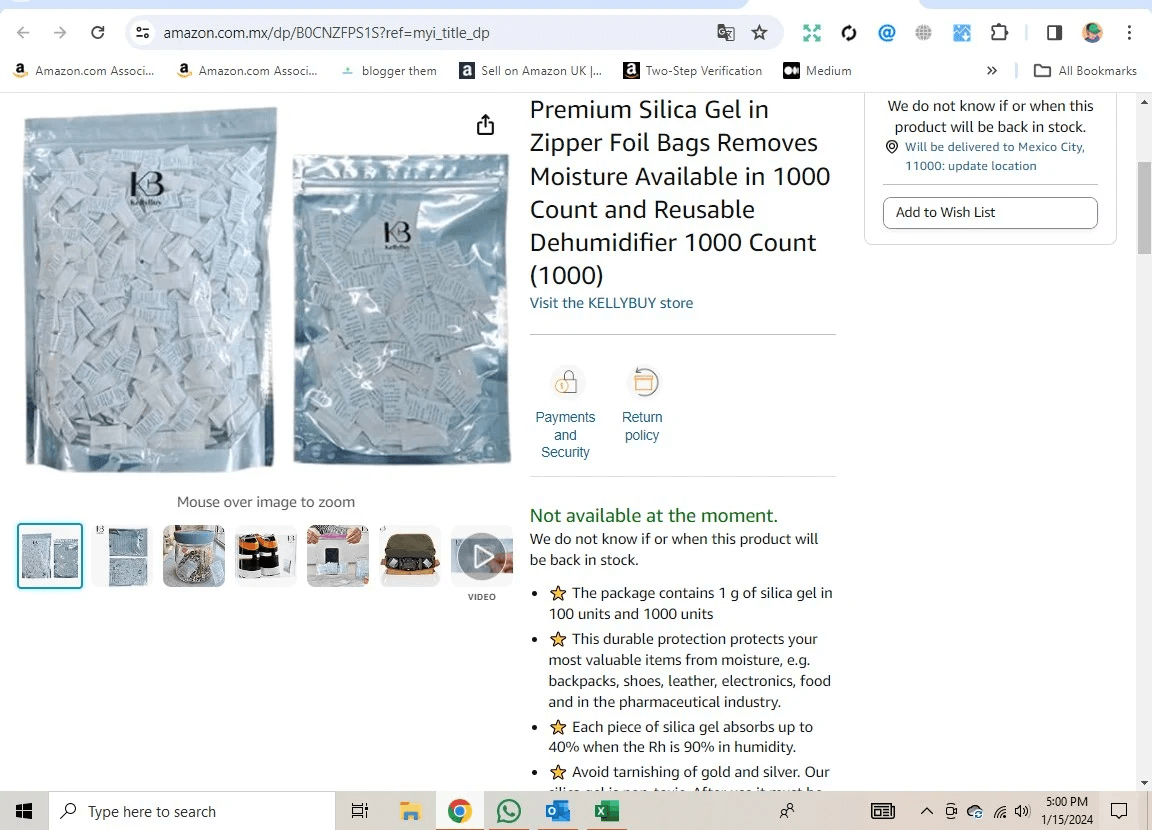 amazon.com.mx/dp/B0CNZFPS1S?ref=myi_title_dp
Amazon.com Associ...
Amazon.com Associ...
blogger them
Sell on Amazon UK |...
Two-Step Verification
Medium
»
All Bookmarks
KB
KellyBuy
KB
KellyBuy
Mouse over image to zoom
VIDEO
Premium Silica Gel in
Zipper Foil Bags Removes
Moisture Available in 1000
Count and Reusable
Dehumidifier 1000 Count
(1000)
Visit the KELLYBUY store
Payments
and
Security
Return
policy
Not available at the moment.
We do not know if or when this product will
be back in stock.
• ⭐ The package contains 1 g of silica gel in
100 units and 1000 units
• ⭐ This durable protection protects your
most valuable items from moisture, e.g.
backpacks, shoes, leather, electronics, food
and in the pharmaceutical industry.
• ⭐ Each piece of silica gel absorbs up to
40% when the Rh is 90% in humidity.
• ⭐ Avoid tarnishing of gold and silver. Our
We do not know if or when this
product will be back in stock.
Will be delivered to Mexico City,
11000: update location
Add to Wish List
Type here to search
5:00 PM
1/15/2024